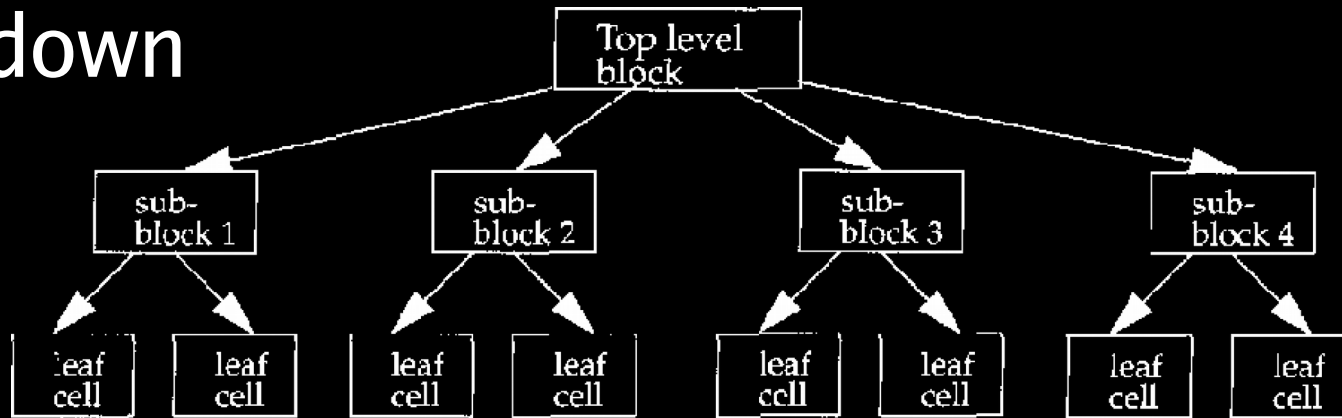 down
Top level
block
sub-
block 1
sub-
block 2
sub-
block 3
sub-
block 4
leaf
cell
leaf
cell
leaf
cell
leaf
cell
leaf
cell
leaf
cell
leaf
cell
leaf
cell